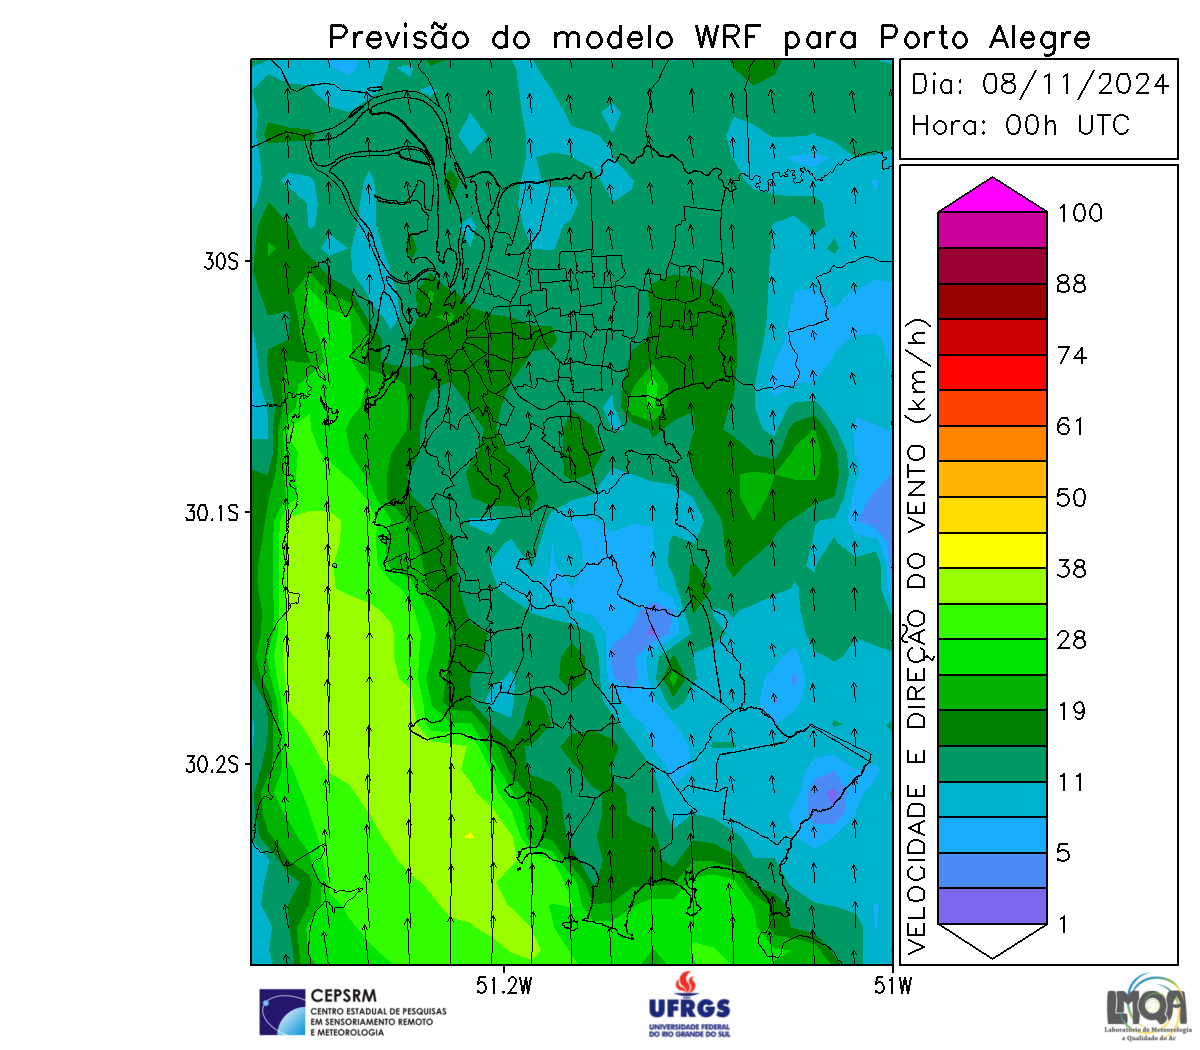 Previsão do modelo WRF para Porto Alegre
Dia: 08/11/2024
Hora: 00h UTC
VELOCIDADE E DIREÇÃO DO VENTO (km/h)
100
88
74
61
50
38
28
19
11
5
1
30S
30.1S
30.2S
51.2W
51W
CEPSRM
CENTRO ESTADUAL DE PESQUISAS
EM SENSORIAMENTO REMOTO
E METEOROLOGIA
UFRGS
UNIVERSIDADE FEDERAL
DO RIO GRANDE DO SUL
LMQA
Laboratório de Meteorologia
e Qualidade do Ar